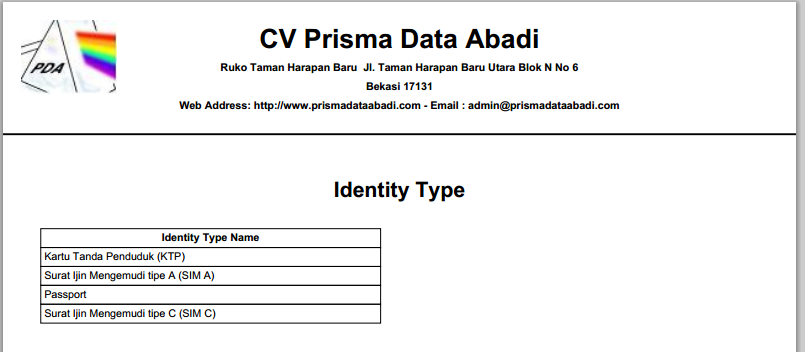 PDA
CV Prisma Data Abadi
Ruko Taman Harapan Baru Jl. Taman Harapan Baru Utara Blok N No 6
Bekasi 17131
Web Address: http://www.prismadataabadi.com - Email : admin@prismadataabadi.com
Identity Type
Identity Type Name
Kartu Tanda Penduduk (KTP)
Surat Ijin Mengemudi tipe A (SIM A)
Passport
Surat Ijin Mengemudi tipe C (SIM C)